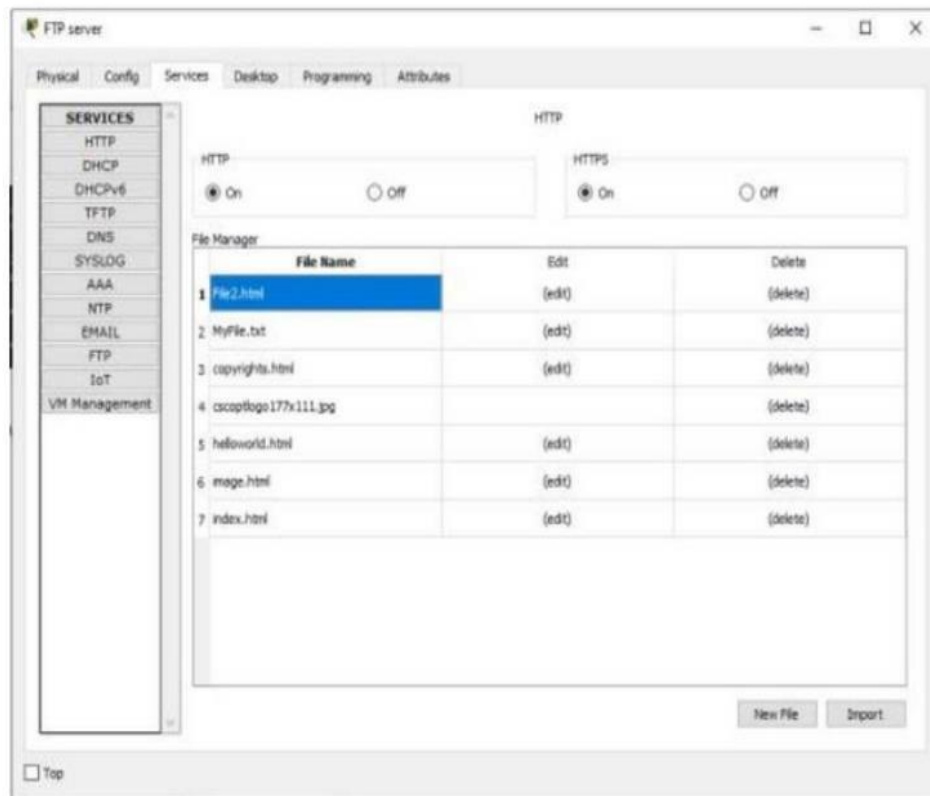 FTP server
Physical Config Services Desktop Programming Attributes
SERVICES
HTTP
DHCP
DHCPv6
TFTP
DNS
SYSLOG
AAA
NTP
EMAIL
FTP
IoT
VM Management
HTTP
HTTP
On Off
HTTPS
On Off
File Manager
File Name Edit Delete
1 File2.html (edit) (delete)
2 MyFile.txt (edit) (delete)
3 copyrights.html (edit) (delete)
4 cscoptlogo177x111.jpg (delete)
5 helloworld.html (edit) (delete)
6 image.html (edit) (delete)
7 index.html (edit) (delete)
New File Import
Top